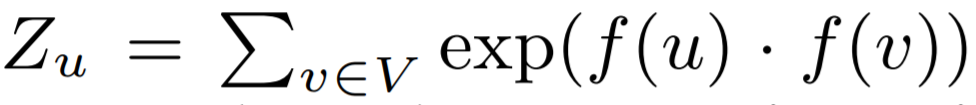 Z_u = ∑_{v∈V} exp(f(u) · f(v))